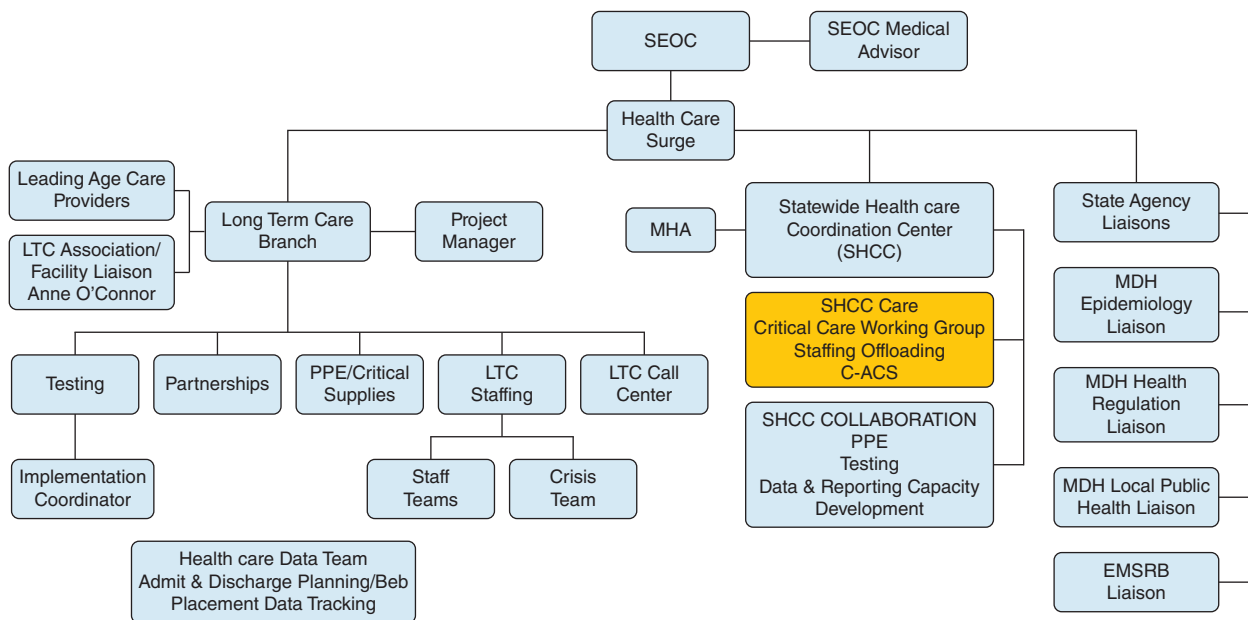 SEOC
SEOC Medical
Advisor
Health Care
Surge
Leading Age Care
Providers
LTC Association/
Facility Liaison
Anne O’Connor
Long Term Care
Branch
Project
Manager
MHA
Statewide Health care
Coordination Center
(SHCC)
State Agency
Liaisons
SHCC Care
Critical Care Working Group
Staffing Offloading
C-ACS
MDH
Epidemiology
Liaison
Testing
Partnerships
PPE/Critical
Supplies
LTC
Staffing
LTC Call
Center
SHCC COLLABORATION
PPE
Testing
Data & Reporting Capacity
Development
MDH Health
Regulation
Liaison
Implementation
Coordinator
Staff
Teams
Crisis
Team
MDH Local Public
Health Liaison
Health care Data Team
Admit & Discharge Planning/Beb
Placement Data Tracking
EMSRB
Liaison